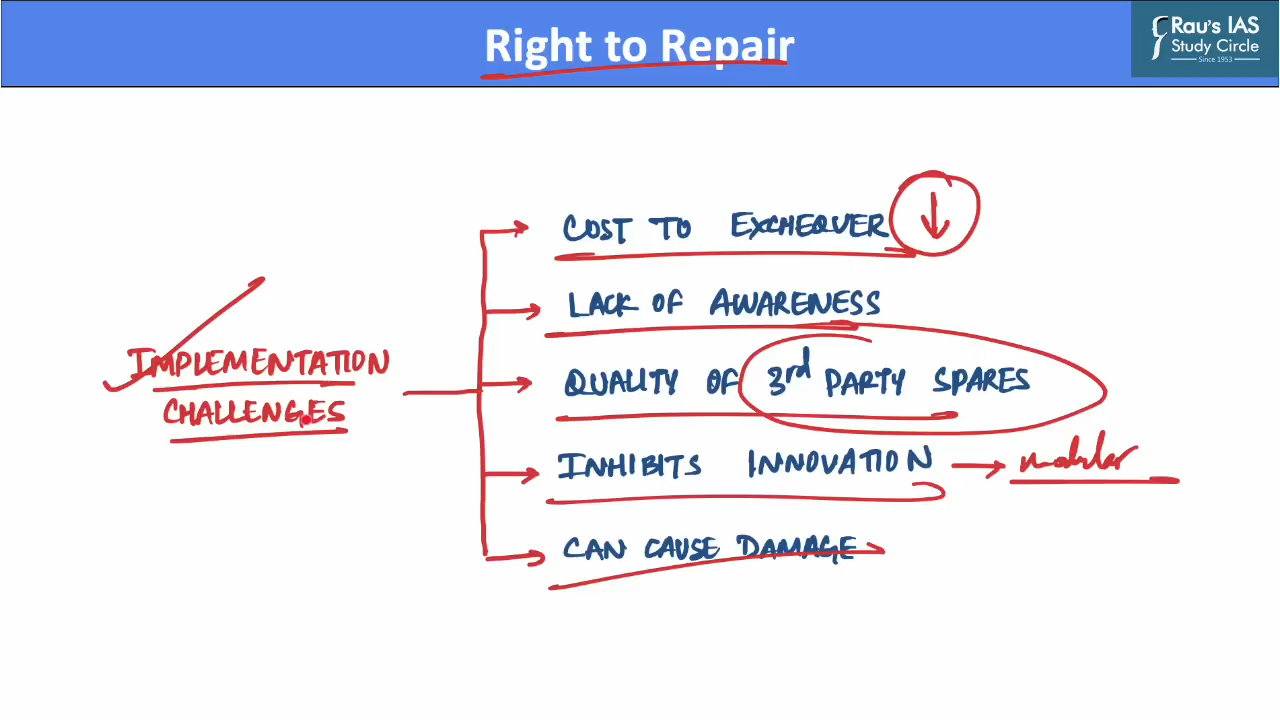 Right to Repair
Rau's IAS
Study Circle
Since 1953
COST TO EXCHEQUER ↓
LACK OF AWARENESS
IMPLEMENTATION
CHALLENGES
QUALITY OF 3rd PARTY SPARES
INHIBITS INNOVATION → modular
CAN CAUSE DAMAGE